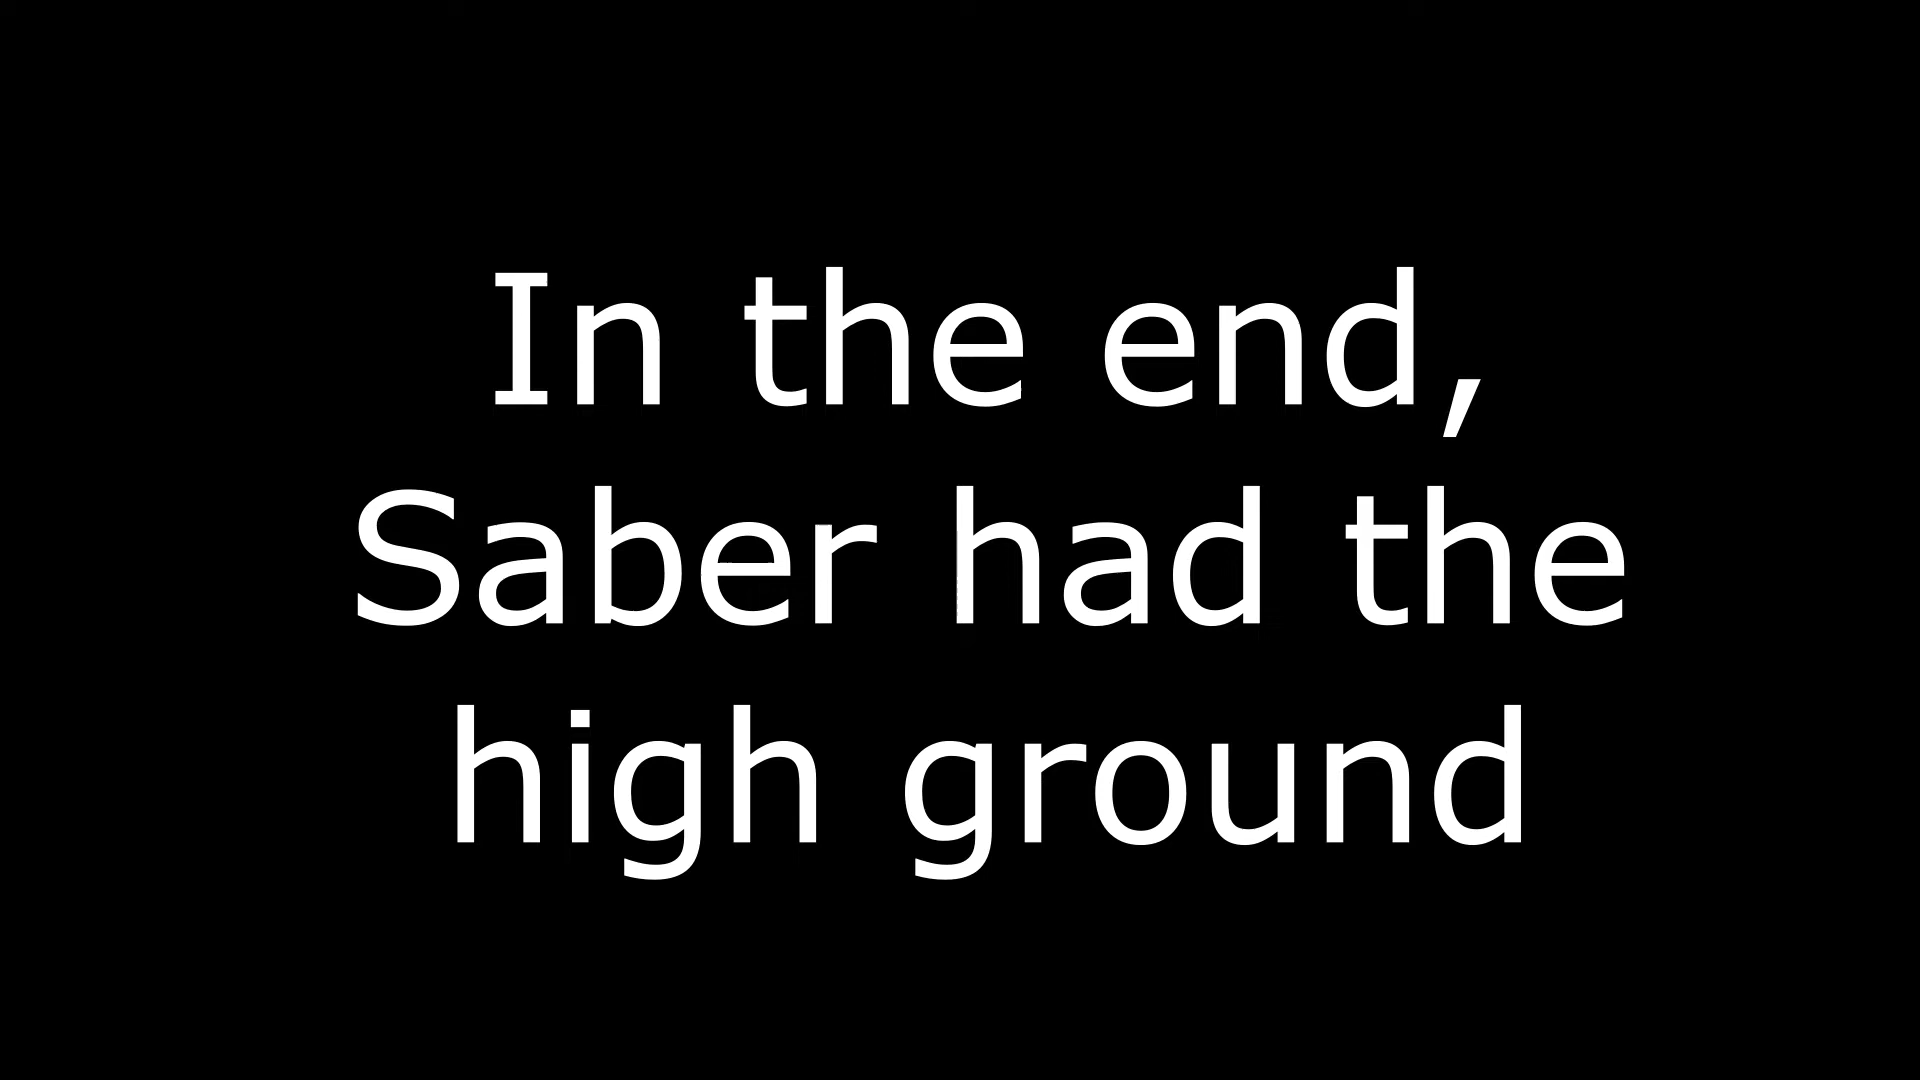 In the end,
Saber had the
high ground